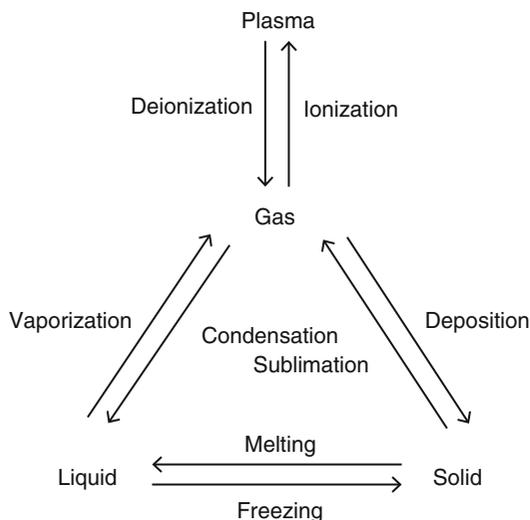 Plasma
Deionization
Ionization
Gas
Vaporization
Condensation
Sublimation
Deposition
Melting
Liquid
Solid
Freezing